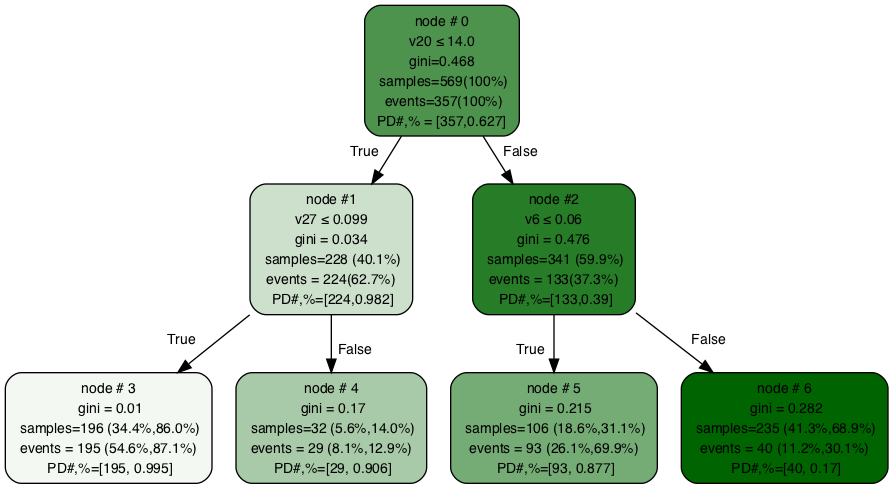 node # 0
v20 ≤ 14.0
gini=0.468
samples=569(100%)
events=357(100%)
PD#,% = [357,0.627]
True
False
node #1
v27 ≤ 0.099
gini = 0.034
samples=228 (40.1%)
events = 224(62.7%)
PD#,%=[224,0.982]
node #2
v6 ≤ 0.06
gini = 0.476
samples=341 (59.9%)
events = 133(37.3%)
PD#,%=[133,0.39]
True
False
True
False
node # 3
gini = 0.01
samples=196 (34.4%,86.0%)
events = 195 (54.6%,87.1%)
PD#,%=[195, 0.995]
node # 4
gini = 0.17
samples=32 (5.6%,14.0%)
events = 29 (8.1%,12.9%)
PD#,%=[29, 0.906]
node # 5
gini = 0.215
samples=106 (18.6%,31.1%)
events = 93 (26.1%,69.9%)
PD#,%=[93, 0.877]
node # 6
gini = 0.282
samples=235 (41.3%,68.9%)
events = 40 (11.2%,30.1%)
PD#,%=[40, 0.17]